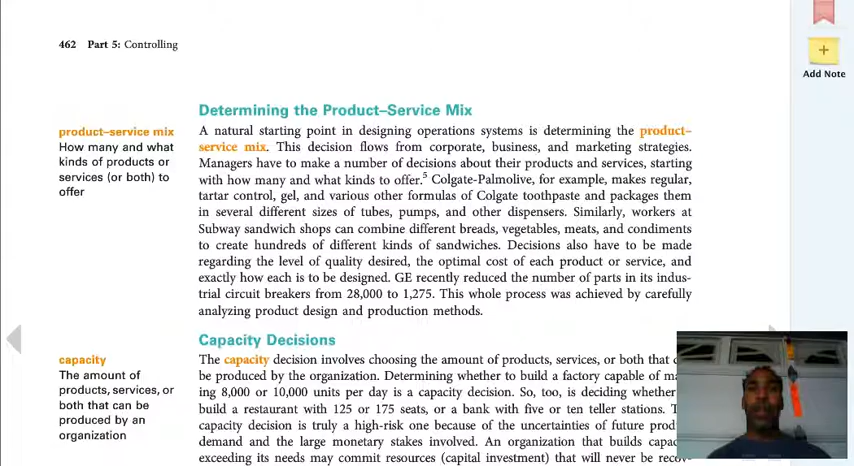 462 Part 5: Controlling
Add Note
Determining the Product–Service Mix
product–service mix
How many and what
kinds of products or
services (or both) to
offer
A natural starting point in designing operations systems is determining the product–
service mix. This decision flows from corporate, business, and marketing strategies.
Managers have to make a number of decisions about their products and services, starting
with how many and what kinds to offer.5 Colgate-Palmolive, for example, makes regular,
tartar control, gel, and various other formulas of Colgate toothpaste and packages them
in several different sizes of tubes, pumps, and other dispensers. Similarly, workers at
Subway sandwich shops can combine different breads, vegetables, meats, and condiments
to create hundreds of different kinds of sandwiches. Decisions also have to be made
regarding the level of quality desired, the optimal cost of each product or service, and
exactly how each is to be designed. GE recently reduced the number of parts in its indus-
trial circuit breakers from 28,000 to 1,275. This whole process was achieved by carefully
analyzing product design and production methods.
Capacity Decisions
capacity
The amount of
products, services, or
both that can be
produced by an
organization
The capacity decision involves choosing the amount of products, services, or both that
be produced by the organization. Determining whether to build a factory capable of
ing 8,000 or 10,000 units per day is a capacity decision. So, too, is deciding whether
build a restaurant with 125 or 175 seats, or a bank with five or ten teller stations.
capacity decision is truly a high-risk one because of the uncertainties of future
demand and the large monetary stakes involved. An organization that builds
exceeding its needs may commit resources (capital investment) that will never be